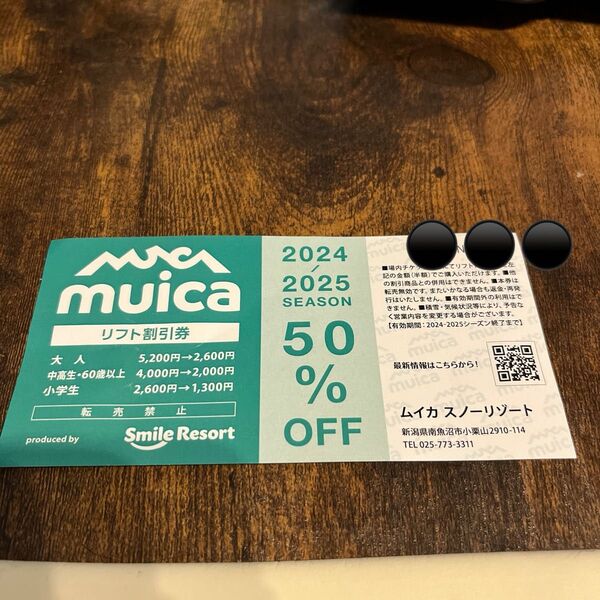 muica
muica
リフト割引券
大人 5,200円→2,600円
中高生・60歳以上 4,000円→2,000円
小学生 2,600円→1,300円
転売禁止
produced by Smile Resort
2024
/
2025
SEASON
50
%
OFF
■場内チケッ
てリフト
左
記の金額(半額)でご購入いただけます。■他
の割引商品との併用はできません。■本券は
転売無効です。またいかなる場合も返金・再発
行はいたしません。■有効期間外の利用はで
きません。■積雪・気候状況等により、予告な
く営業内容を変更する場合がございます。
【有効期間：2024-2025シーズン終了まで】
最新情報はこちらから!
ムイカ スノーリゾート
新潟県南魚沼市小栗山2910-114
TEL 025-773-3311